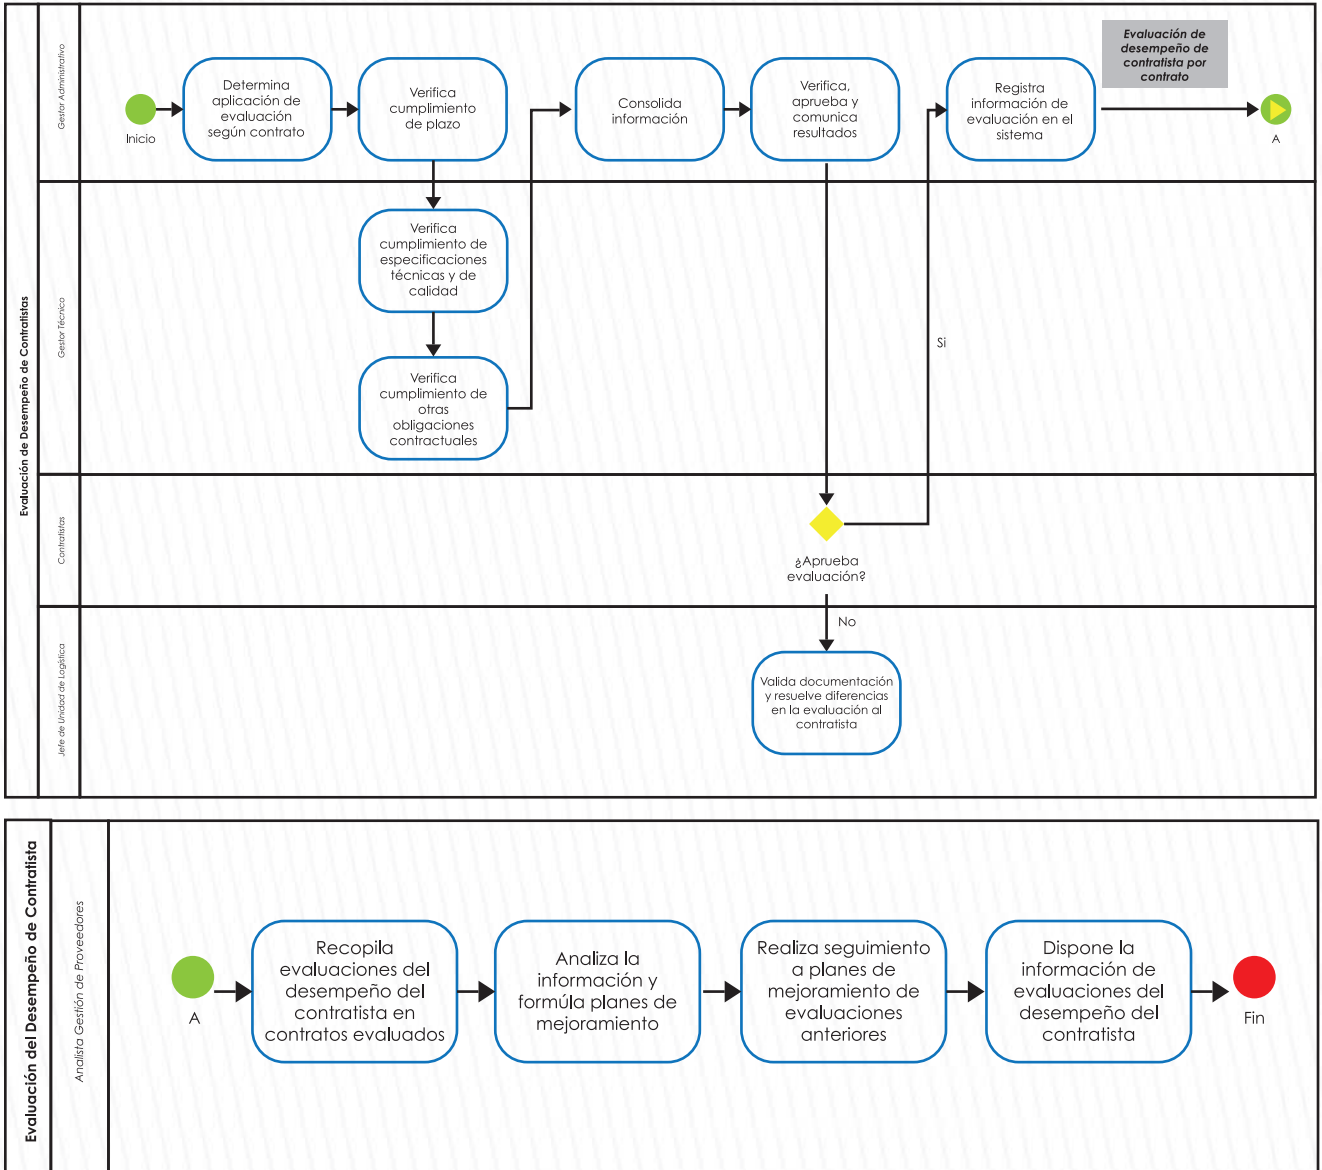 Evaluación de Desempeño de Contratistas
Gestor Administrativo
Inicio
Determina
aplicación de
evaluación
según contrato
Verifica
cumplimiento
de plazo
Consolida
información
Verifica,
aprueba y
comunica
resultados
Registra
información de
evaluación en el
sistema
Evaluación de
desempeño de
contratista por
contrato
A
Gestor Técnico
Verifica
cumplimiento de
especificaciones
técnicas y de
calidad
Verifica
cumplimiento de
otras
obligaciones
contractuales
Si
Contratistas
¿Aprueba
evaluación?
No
Jefe de Unidad de Logística
Valida documentación
y resuelve diferencias
en la evaluación al
contratista
Evaluación del Desempeño de Contratista
Analista Gestión de Proveedores
A
Recopila
evaluaciones del
desempeño del
contratista en
contratos evaluados
Analiza la
información y
formúla planes de
mejoramiento
Realiza seguimiento
a planes de
mejoramiento de
evaluaciones
anteriores
Dispone la
información de
evaluaciones del
desempeño del
contratista
Fin